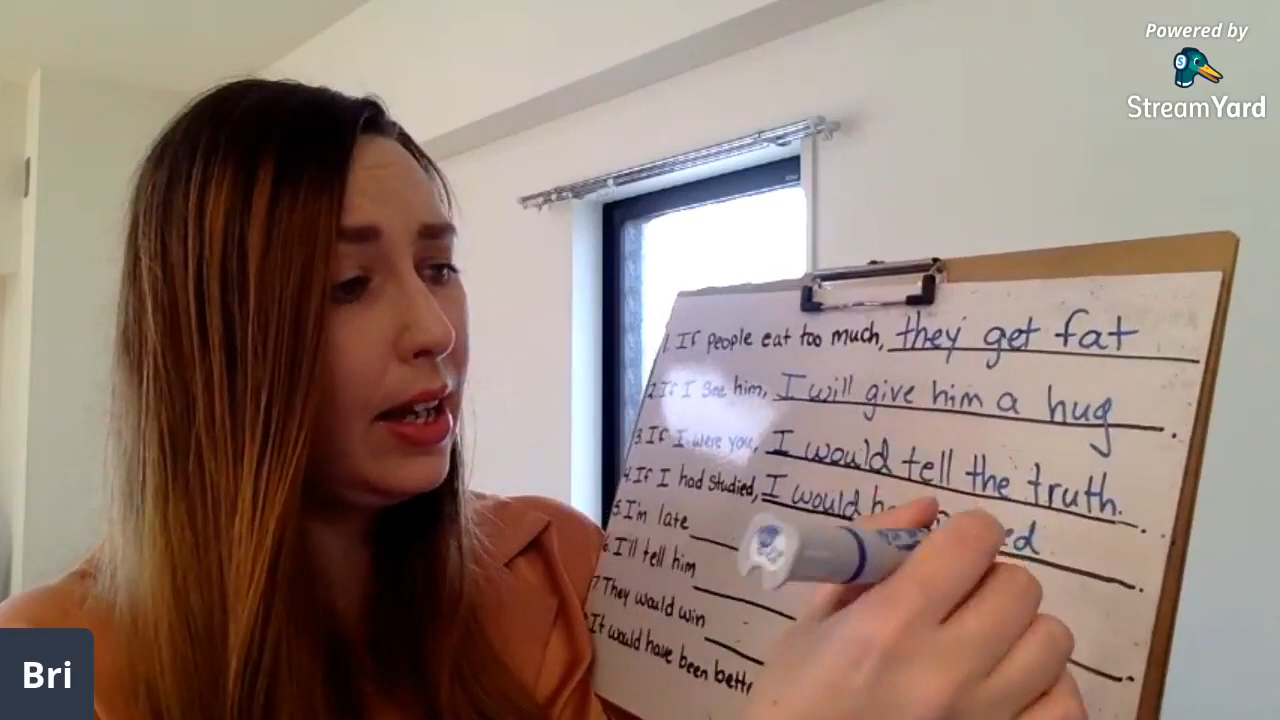 Powered by
StreamYard
1. If people eat too much, they get fat
2. If I see him, I will give him a hug.
3. If I were you, I would tell the truth.
4. If I had studied, I would ed
5. I'm late
6. I'll tell him
7 They would win
It would have been
Bri